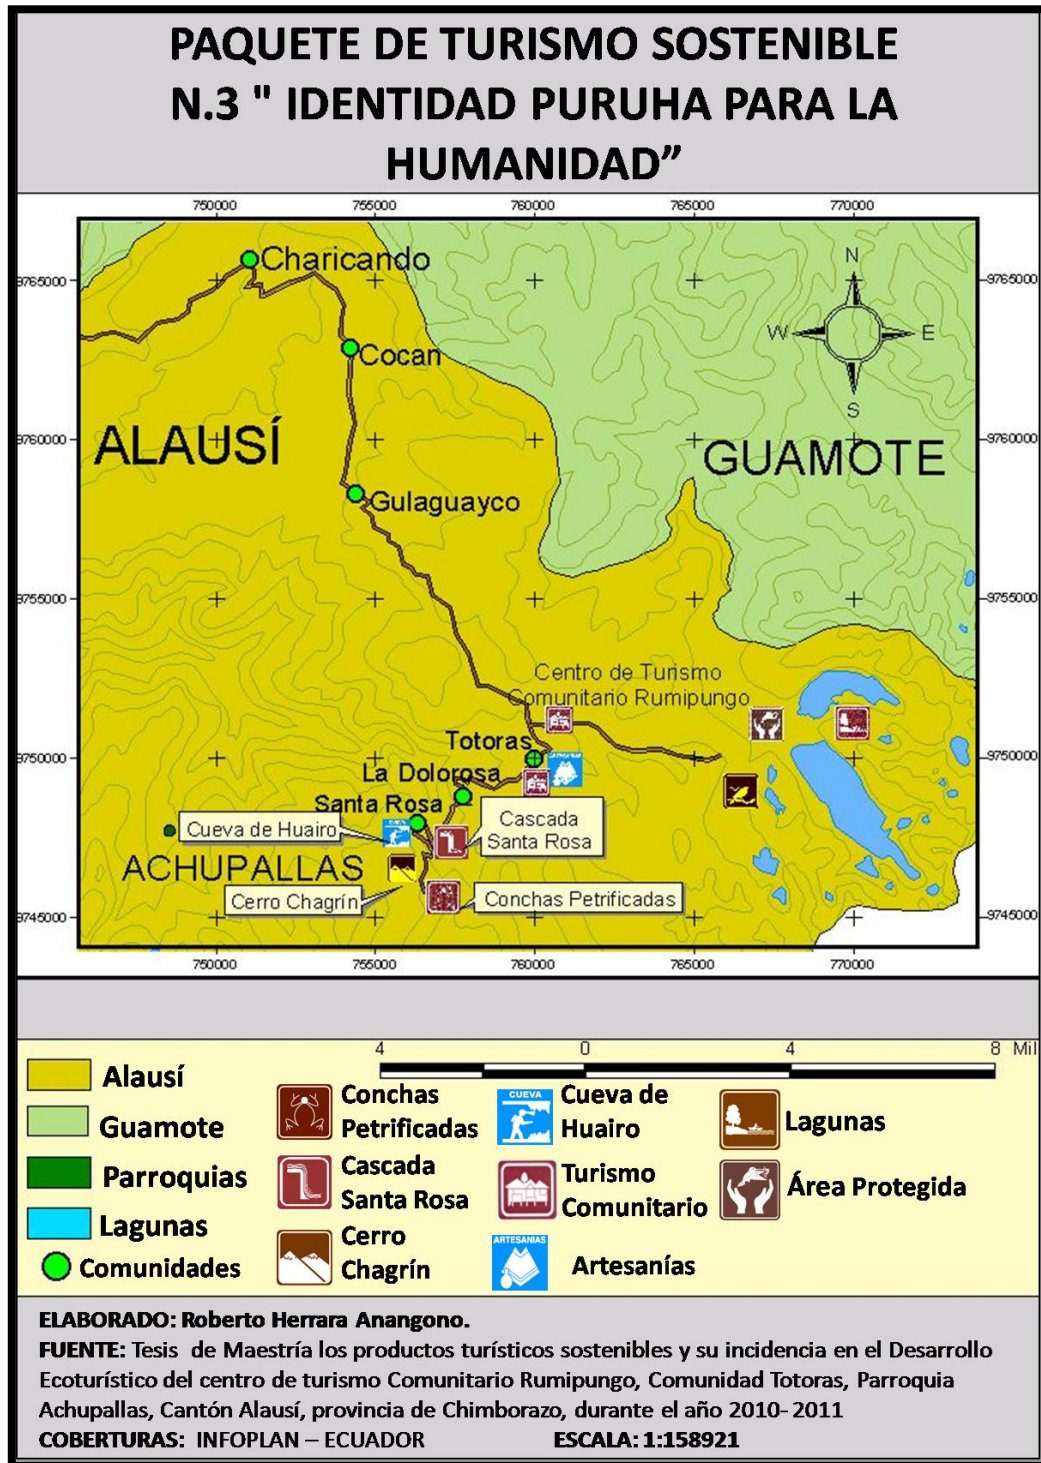 PAQUETE DE TURISMO SOSTENIBLE
N.3 " IDENTIDAD PURUHA PARA LA
HUMANIDAD”
750000 755000 760000 765000 770000
Charicando
9765000 9765000
N
W E
S
Cocan
ALAUSÍ
9760000
GUAMOTE
9760000
Gulaguayco
9755000 9755000
Centro de Turismo
Comunitario Rumipungo
Totoras
9750000 9750000
ARTESANIAS
La Dolorosa
Santa Rosa
CUEVA
Cueva de Huairo
Cascada
Santa Rosa
ACHUPALLAS
Cerro Chagrín
Conchas Petrificadas
9745000 9745000
750000 755000 760000 765000 770000
4 0 4 8 Mil
Alausí
Guamote
Parroquias
Lagunas
Comunidades
Conchas
Petrificadas
Cascada
Santa Rosa
Cerro
Chagrín
CUEVA
Cueva de
Huairo
Turismo
Comunitario
ARTESANIAS
Artesanías
Lagunas
Área Protegida
ELABORADO: Roberto Herrara Anangono.
FUENTE: Tesis de Maestría los productos turísticos sostenibles y su incidencia en el Desarrollo
Ecoturístico del centro de turismo Comunitario Rumipungo, Comunidad Totoras, Parroquia
Achupallas, Cantón Alausí, provincia de Chimborazo, durante el año 2010- 2011
COBERTURAS: INFOPLAN – ECUADOR ESCALA: 1:158921